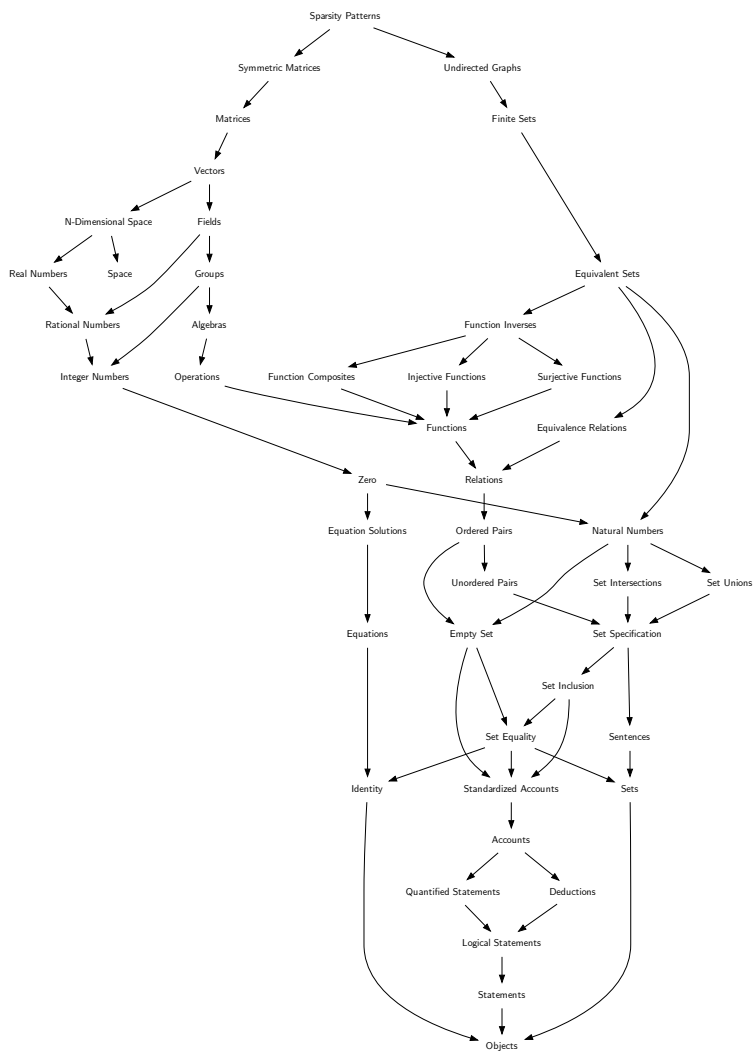 Sparsity Patterns
Symmetric Matrices
Undirected Graphs
Matrices
Finite Sets
Vectors
N-Dimensional Space
Fields
Real Numbers
Space
Groups
Equivalent Sets
Rational Numbers
Algebras
Function Inverses
Integer Numbers
Operations
Function Composites
Injective Functions
Surjective Functions
Functions
Equivalence Relations
Zero
Relations
Equation Solutions
Ordered Pairs
Natural Numbers
Unordered Pairs
Set Intersections
Set Unions
Equations
Empty Set
Set Specification
Set Inclusion
Set Equality
Sentences
Identity
Standardized Accounts
Sets
Accounts
Quantified Statements
Deductions
Logical Statements
Statements
Objects